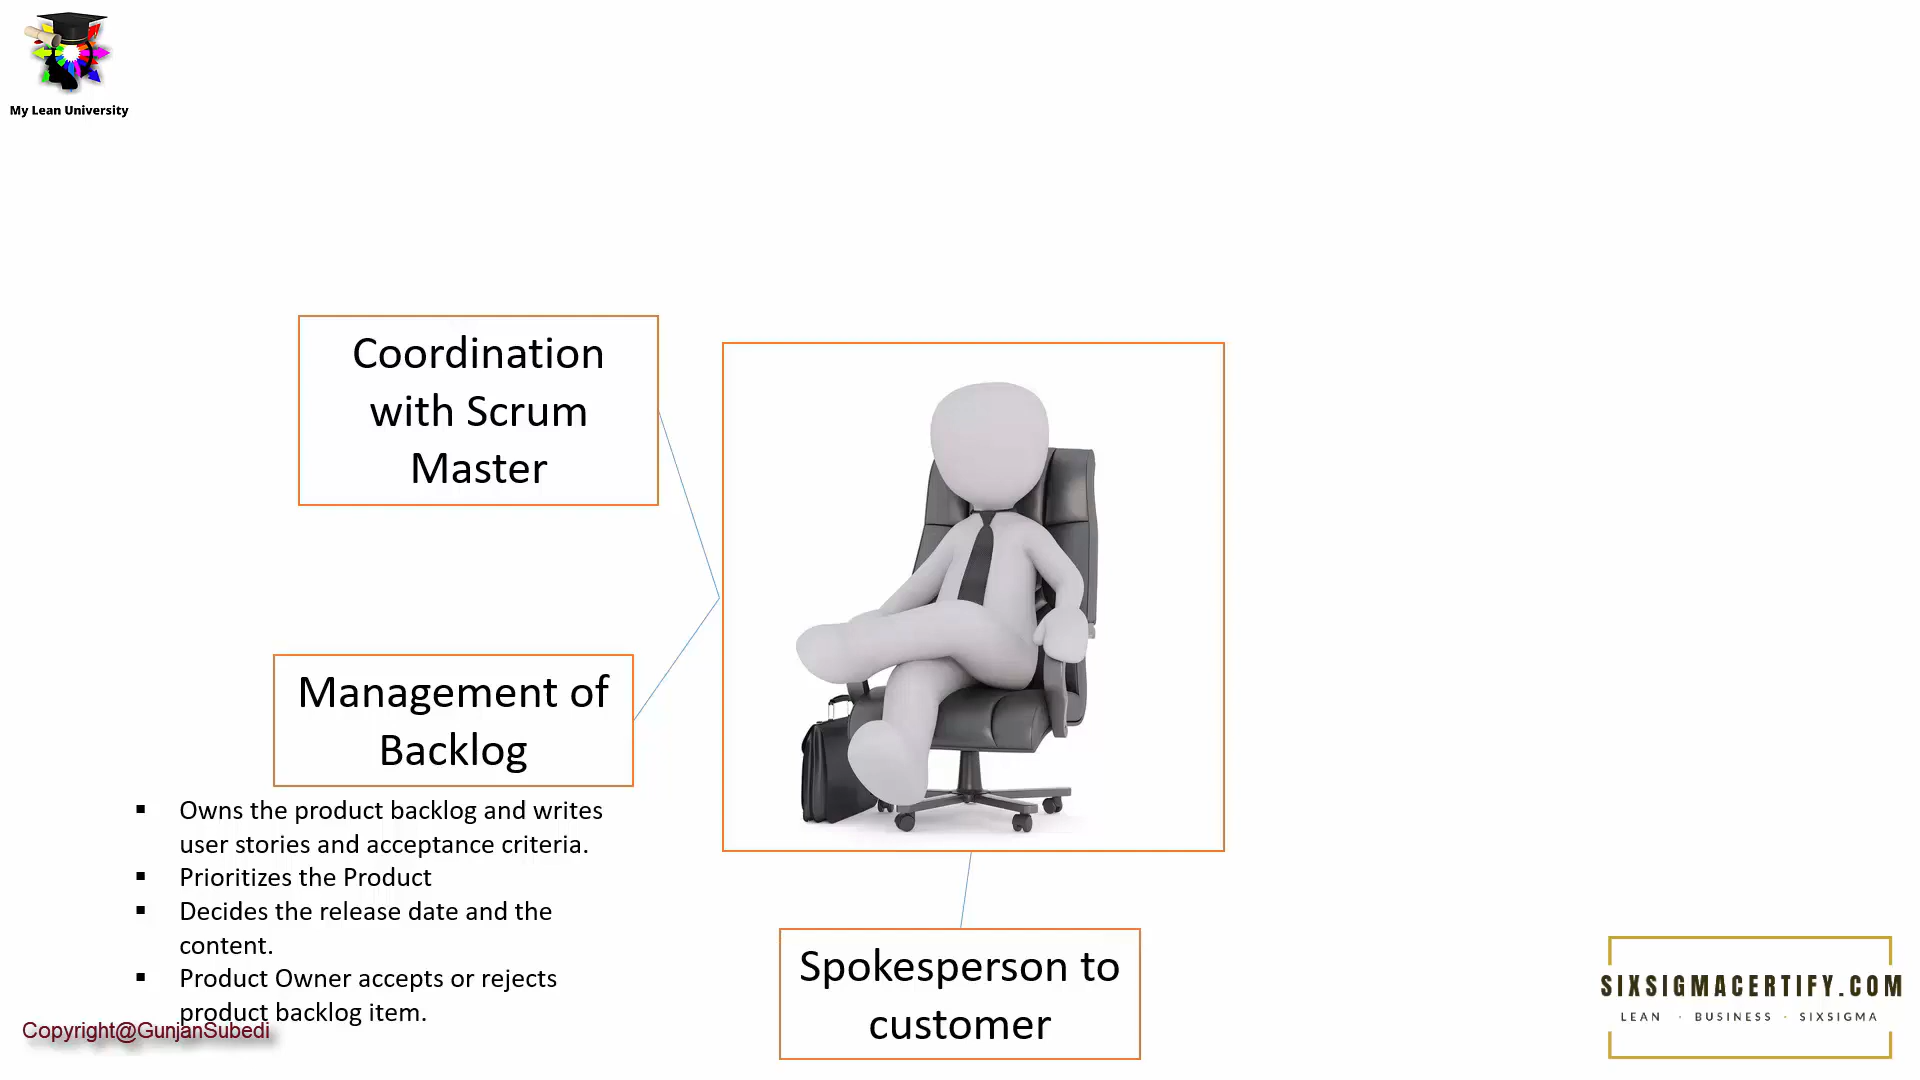 My Lean University
Coordination
with Scrum
Master
Management of
Backlog
▪ Owns the product backlog and writes
user stories and acceptance criteria.
▪ Prioritizes the Product
▪ Decides the release date and the
content.
▪ Product Owner accepts or rejects
product backlog item.
Copyright@GunjanSubedi
Spokesperson to
customer
SIXSIGMACERTIFY.COM
LEAN · BUSINESS · SIXSIGMA